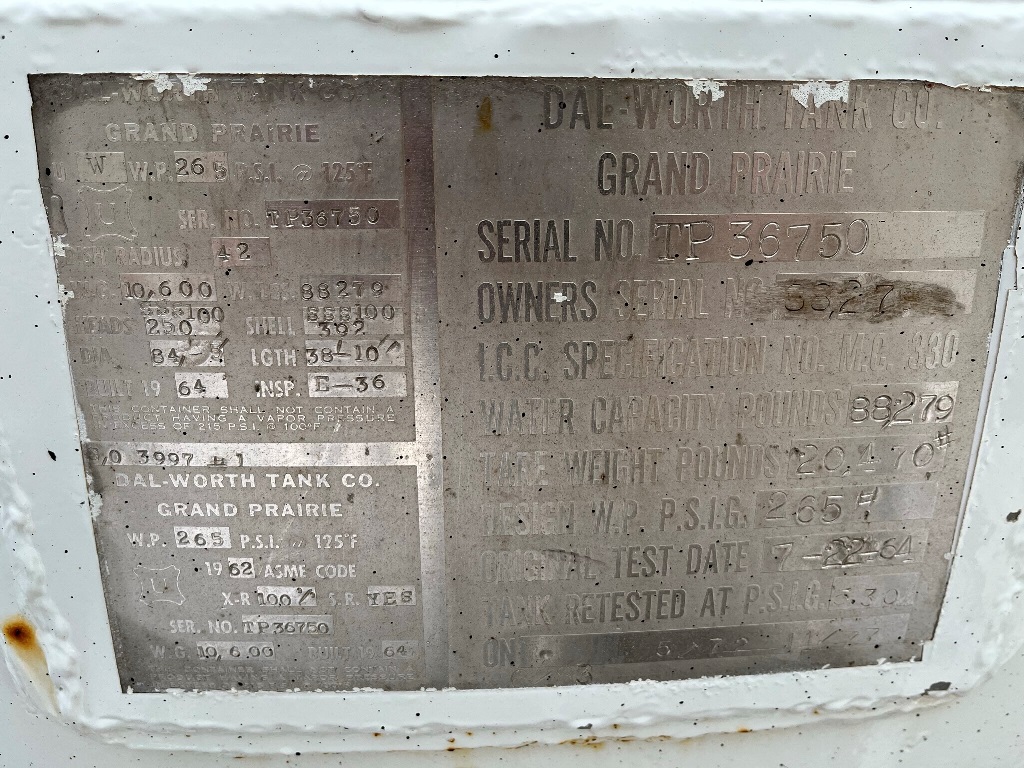 DAL-WORTH TANK CO.
GRAND PRAIRIE
U W W.P. 265 P.S.I. @ 125°F
U
SER. NO. TP36750
DISH RADIUS 42
W.G. 10,600 88279
HEADS 250 SHELL 392
DIA. 84 LGTH 38'-10"
BUILT 19 64 INSP. E-36
THIS CONTAINER SHALL NOT CONTAIN A
PRODUCT HAVING A VAPOR PRESSURE
IN EXCESS OF 215 P.S.I. @ 100°F
3997
DAL-WORTH TANK CO.
GRAND PRAIRIE
W.P. 265 P.S.I. @ 125°F
U 19 62 ASME CODE
X-R 100% S.R. YES
SER. NO. TP36750
W.G. 10,600 BUILT 19 64
DAL-WORTH TANK CO.
GRAND PRAIRIE
SERIAL NO. TP 36750
OWNERS SERIAL NO.
I.C.C. SPECIFICATION NO. M.C. 330
WATER CAPACITY POUNDS 88,279
TARE WEIGHT POUNDS 20,470#
DESIGN W.P. P.S.I.G. 265#
ORIGINAL TEST DATE 7-22-64
TANK RETESTED AT P.S.I.G.
ON 5 72